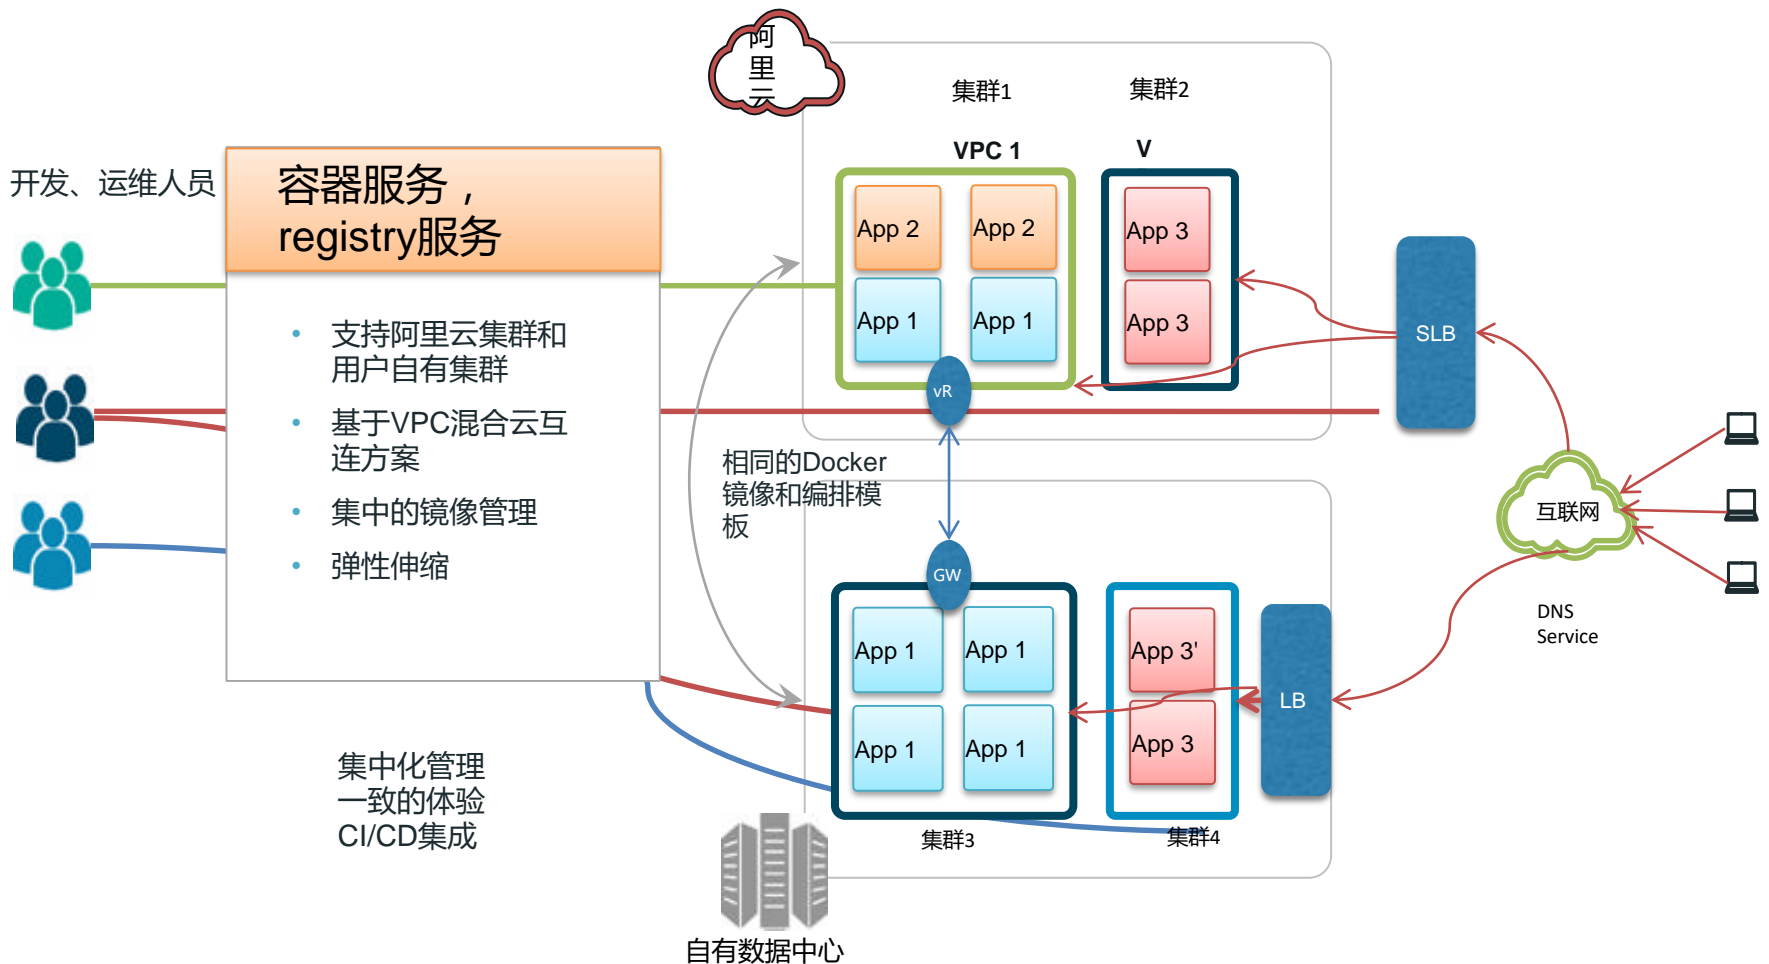 阿
里
云
集群1
集群2
VPC 1
V
开发、运维人员
容器服务，
registry服务
App 2
App 2
App 3
App 1
App 1
App 3
SLB
vR
• 支持阿里云集群和
用户自有集群
• 基于VPC混合云互
连方案
• 集中的镜像管理
• 弹性伸缩
相同的Docker
镜像和编排模
板
互联网
GW
DNS
Service
App 1
App 1
App 3'
LB
App 1
App 1
App 3
集中化管理
一致的体验
CI/CD集成
集群3
集群4
自有数据中心